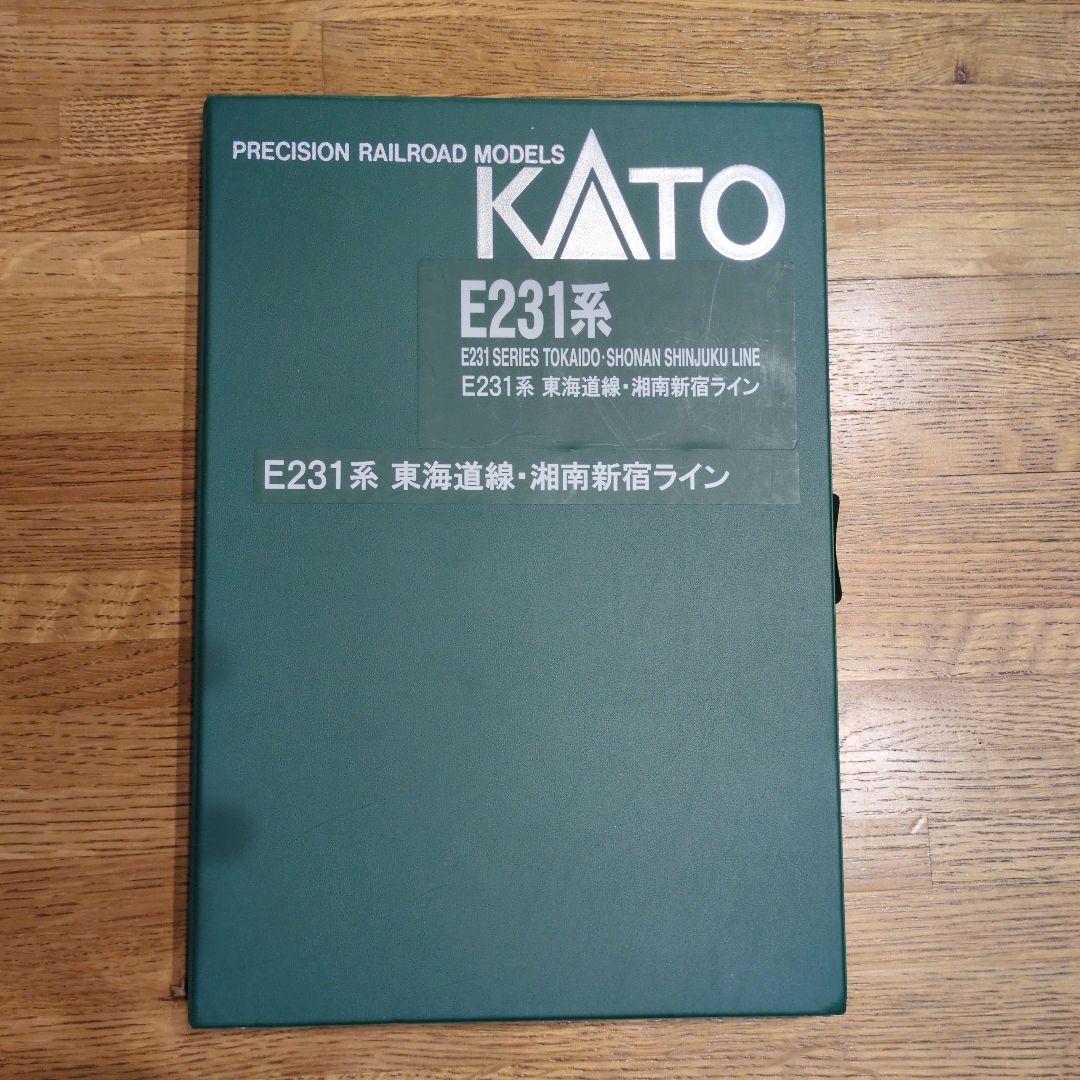 PRECISION RAILROAD MODELS
KATO
E231系
E231 SERIES TOKAIDO・SHONAN SHINJUKU LINE
E231系 東海道線・湘南新宿ライン
E231系 東海道線・湘南新宿ライン